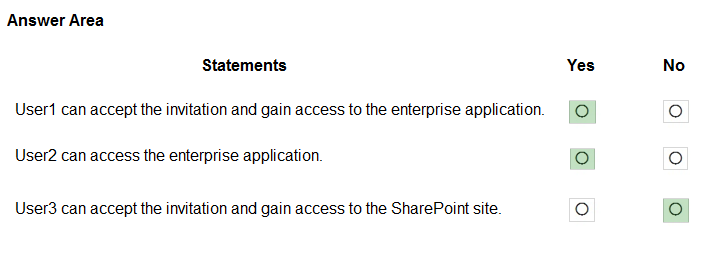 Answer Area
Statements Yes No
User1 can accept the invitation and gain access to the enterprise application.
User2 can access the enterprise application.
User3 can accept the invitation and gain access to the SharePoint site.